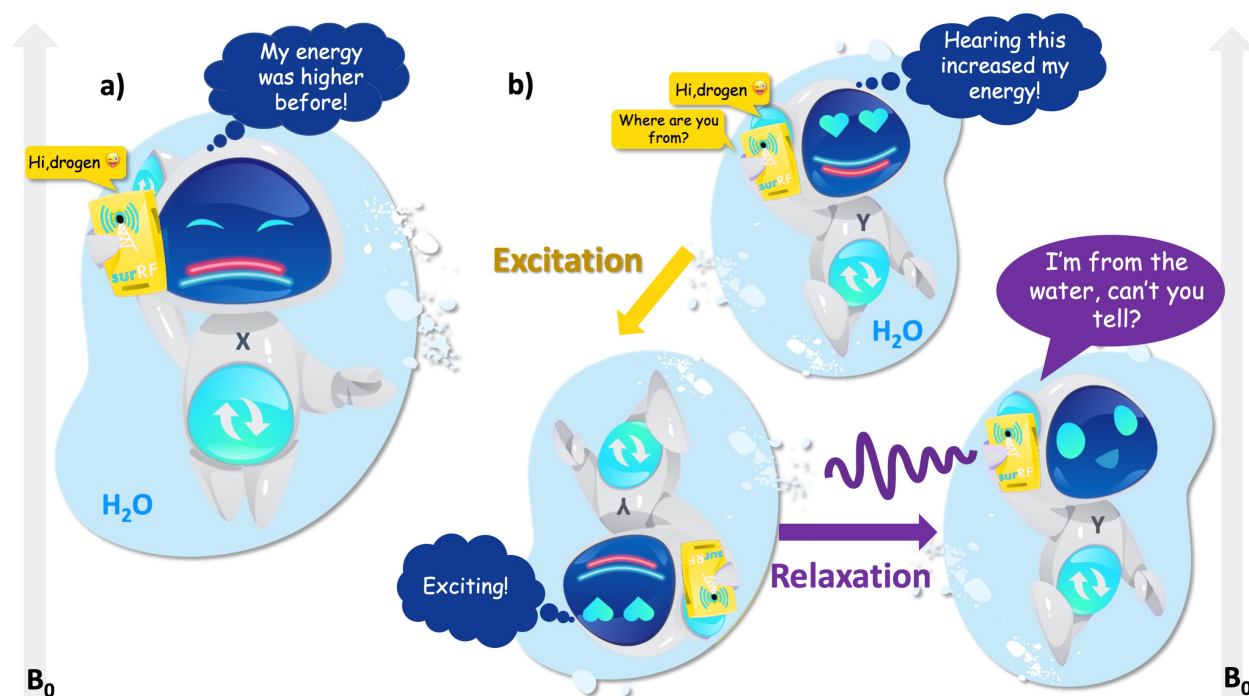 a)
My energy
was higher
before!
Hi,drogen 😜
surRF
X
H₂O
B₀
b)
Hearing this
increased my
energy!
Hi,drogen 😜
Where are you
from?
surRF
Y
H₂O
Excitation
Exciting!
surRF
Y
Relaxation
I'm from the
water, can't you
tell?
surRF
Y
B₀